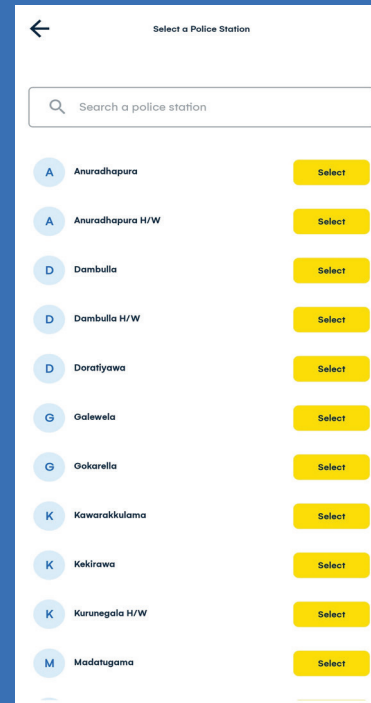 Select a Police Station
Search a police station
A Anuradhapura Select
A Anuradhapura H/W Select
D Dambulla Select
D Dambulla H/W Select
D Doratiyawa Select
G Galewela Select
G Gokarella Select
K Kawarakkulama Select
K Kekirawa Select
K Kurunegala H/W Select
M Madatugama Select